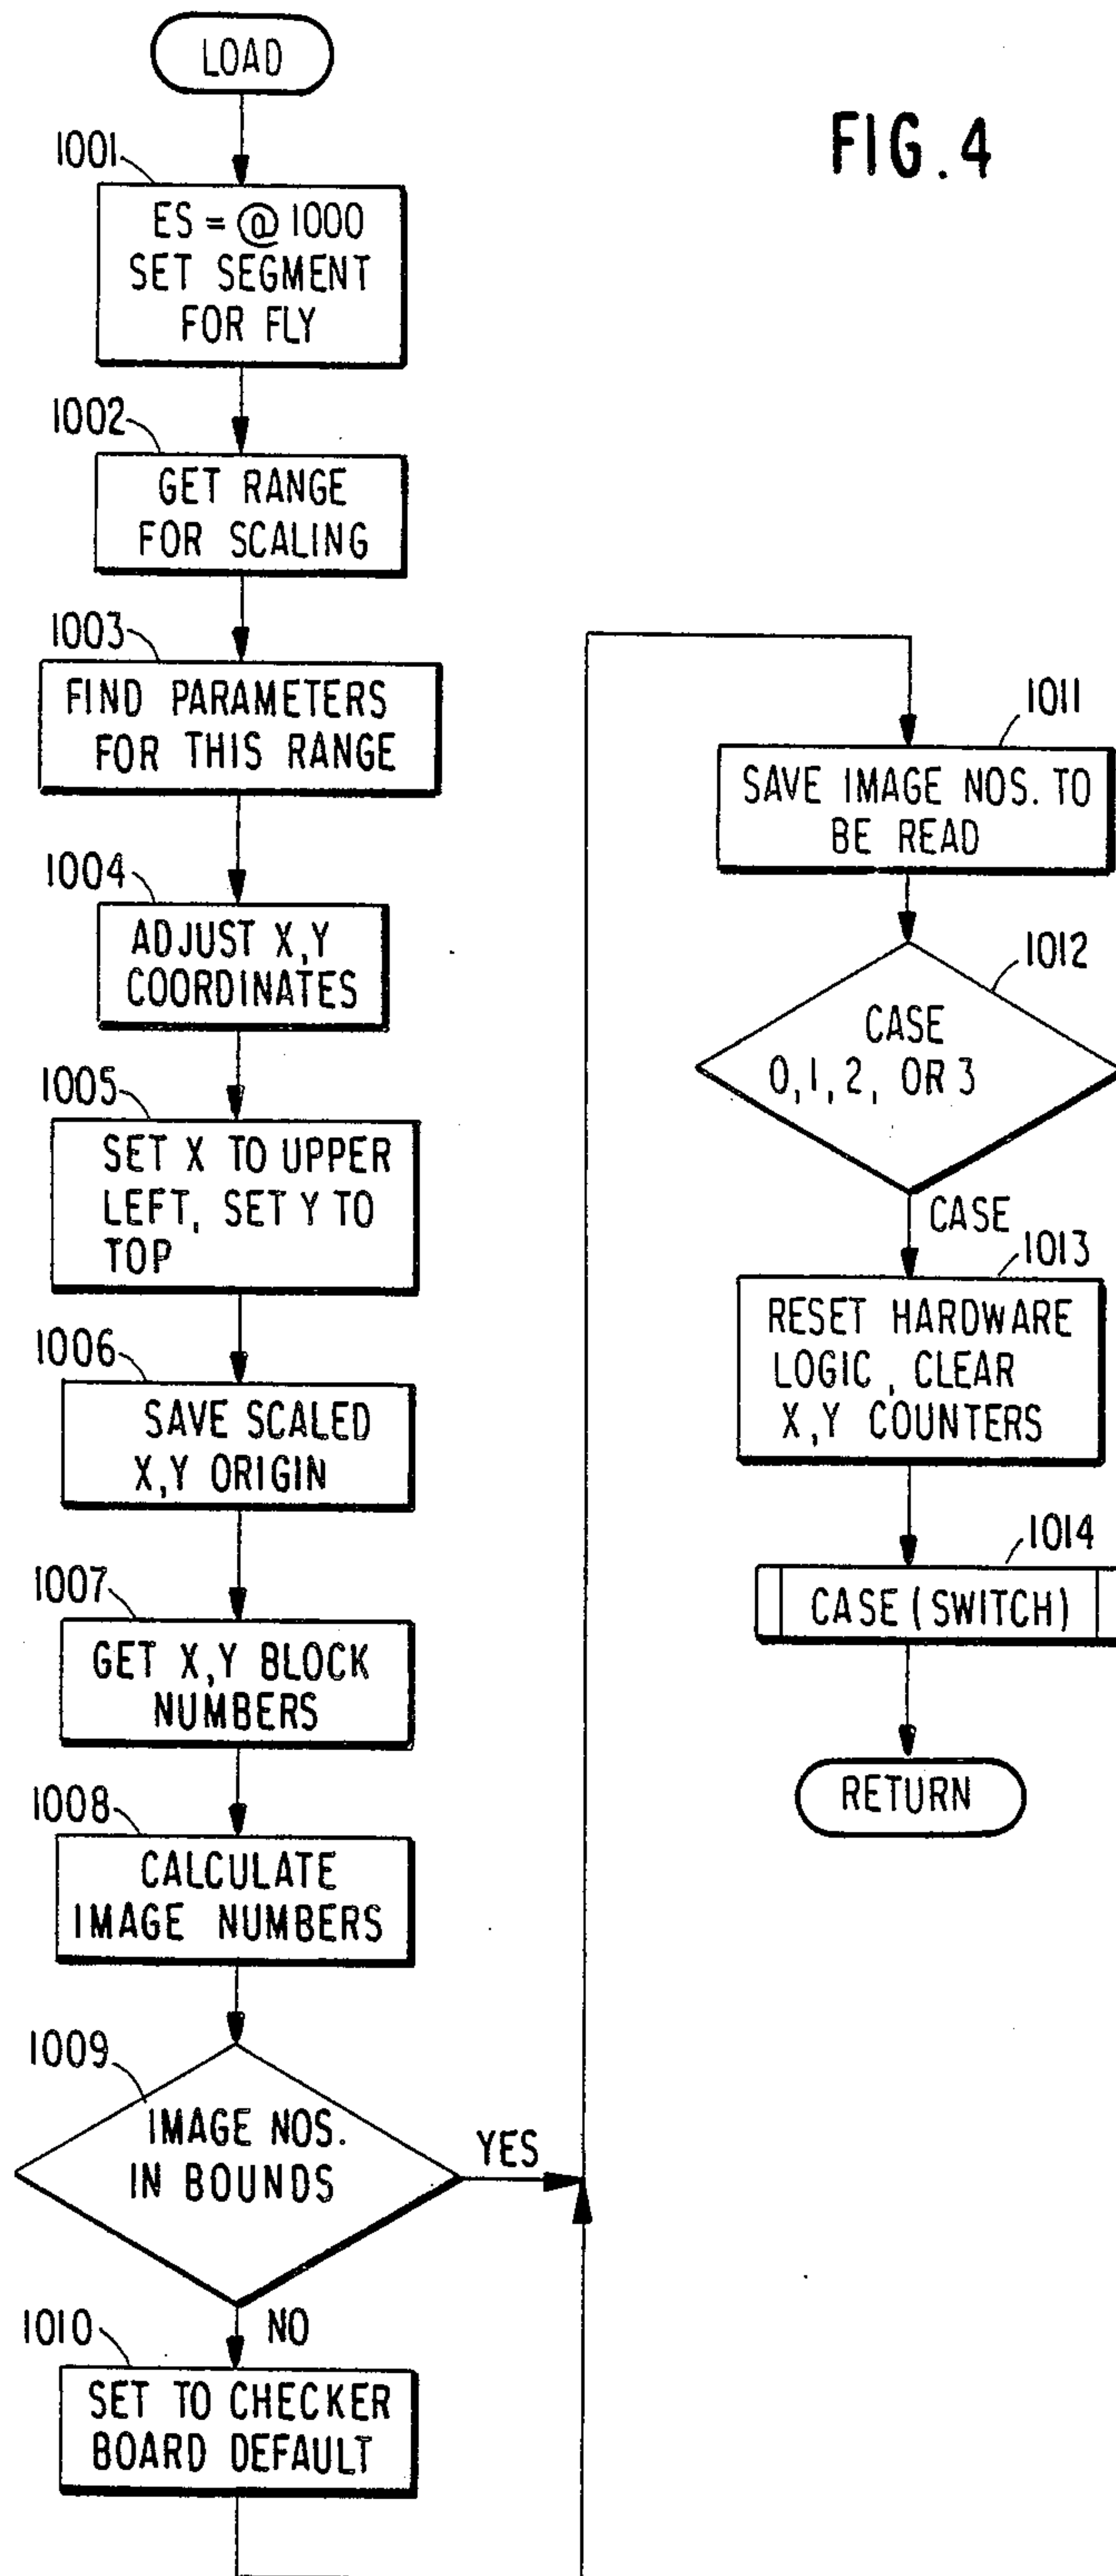 FIG. 4
LOAD
1001
ES = @ 1000
SET SEGMENT
FOR FLY
1002
GET RANGE
FOR SCALING
1003
FIND PARAMETERS
FOR THIS RANGE
1004
ADJUST X,Y
COORDINATES
1005
SET X TO UPPER
LEFT, SET Y TO
TOP
1006
SAVE SCALED
X,Y ORIGIN
1007
GET X,Y BLOCK
NUMBERS
1008
CALCULATE
IMAGE NUMBERS
1009
IMAGE NOS.
IN BOUNDS
YES
NO
1010
SET TO CHECKER
BOARD DEFAULT
1011
SAVE IMAGE NOS. TO
BE READ
1012
CASE
0, 1, 2, OR 3
CASE
1013
RESET HARDWARE
LOGIC, CLEAR
X,Y COUNTERS
1014
CASE (SWITCH)
RETURN